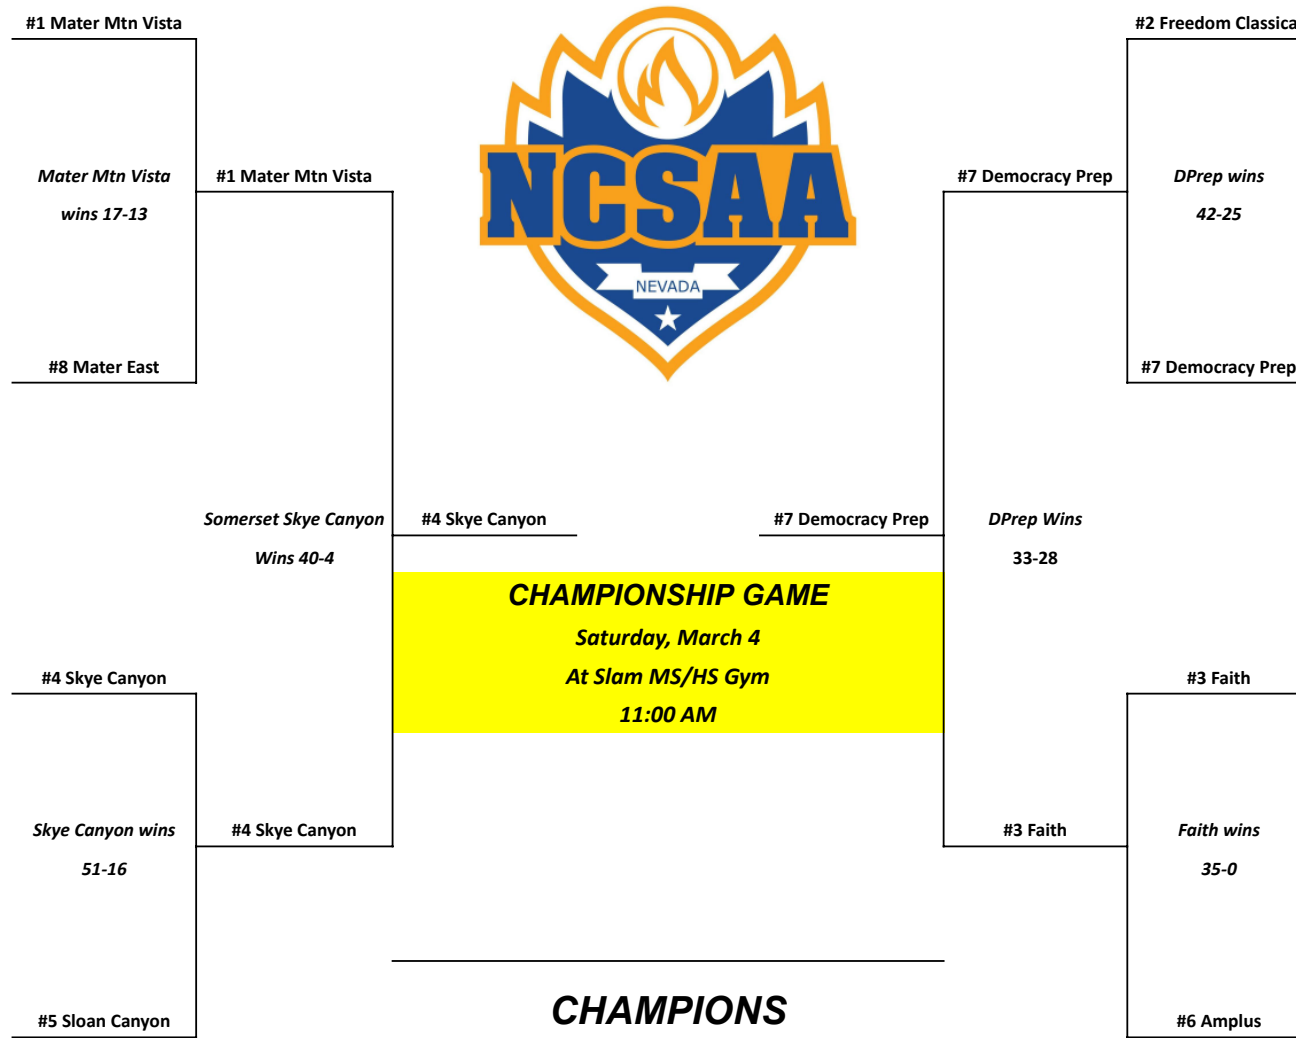 #1 Mater Mtn Vista
#2 Freedom Classica
NCSAA
NEVADA
Mater Mtn Vista
wins 17-13
#1 Mater Mtn Vista
#7 Democracy Prep
DPrep wins
42-25
#8 Mater East
#7 Democracy Prep
Somerset Skye Canyon
Wins 40-4
#4 Skye Canyon
#7 Democracy Prep
DPrep Wins
33-28
CHAMPIONSHIP GAME
Saturday, March 4
At Slam MS/HS Gym
11:00 AM
#4 Skye Canyon
#3 Faith
Skye Canyon wins
51-16
#4 Skye Canyon
#3 Faith
Faith wins
35-0
CHAMPIONS
#5 Sloan Canyon
#6 Amplus